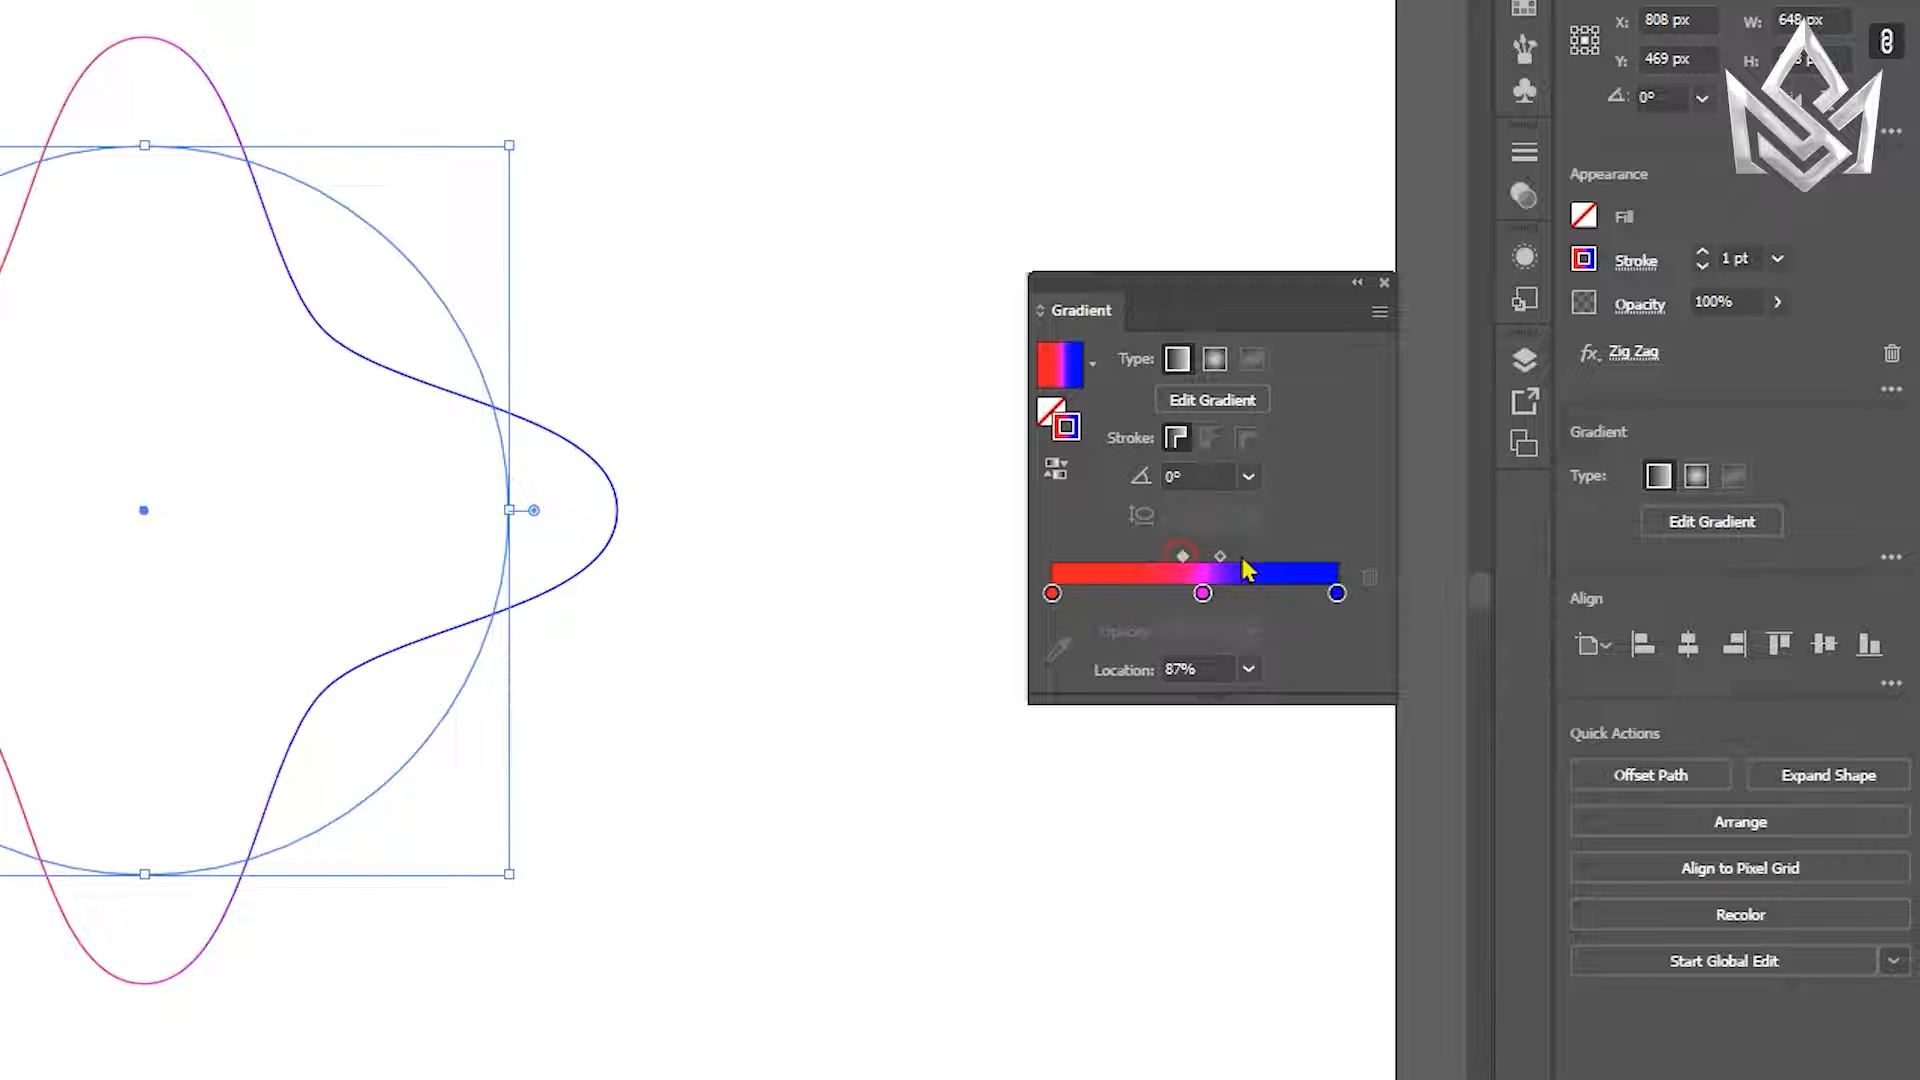 X: 808 px W: 648 px
Y: 469 px H:
0°
Appearance
Fill
Stroke 1 pt
Opacity 100%
fx. Zig Zag
Gradient
Type:
Edit Gradient
Align
Quick Actions
Offset Path Expand Shape
Arrange
Align to Pixel Grid
Recolor
Start Global Edit
Gradient
Type:
Edit Gradient
Stroke:
0°
Opacity:
Location: 87%